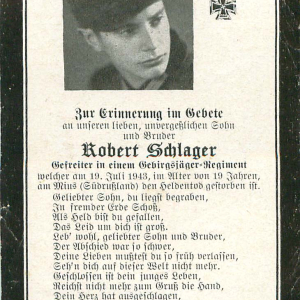 Zur Erinnerung im Gebete
an unseren lieben, unvergeßlichen Sohn
und Bruder
Robert Schlager
Gefreiter in einem Gebirgsjäger-Regiment
welcher am 19. Juli 1943, im Alter von 19 Jahren,
am Mius (Südrußland) den Heldentod gestorben ist.
Geliebter Sohn, du liegst begraben,
In fremder Erde Schoß,
Als Held bist du gefallen,
Das Leid um dich ist groß.
Leb' wohl, geliebter Sohn und Bruder,
Der Abschied war so schwer,
Deine Lieben mußtest du so früh verlassen,
Seh'n dich auf dieser Welt nicht mehr.
Geschlossen ist dein junges Leben,
Reichst nicht mehr zum Gruß die Hand,
Dein Herz hat ausgeschlagen,